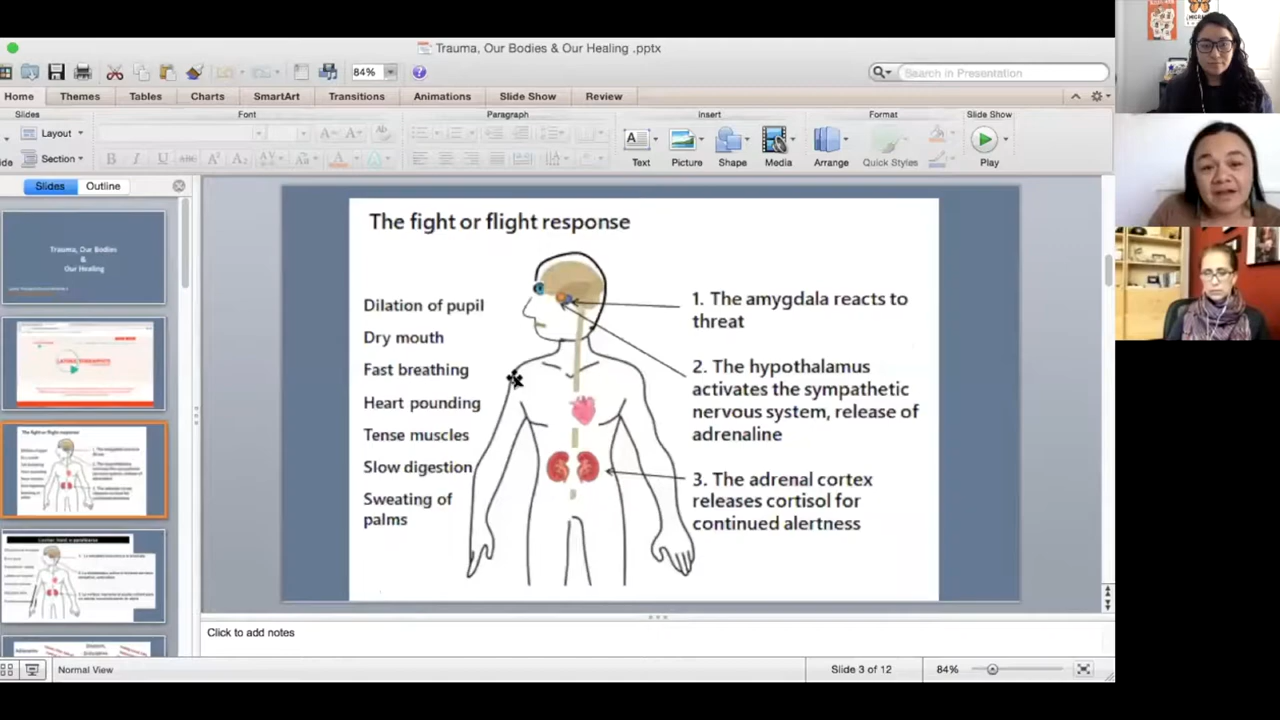 Trauma, Our Bodies & Our Healing .pptx
84%
Search in Presentation
Home
Themes
Tables
Charts
SmartArt
Transitions
Animations
Slide Show
Review
Slides
Font
Paragraph
Insert
Format
Slide Show
Layout
Section
Text
Picture
Shape
Media
Arrange
Quick Styles
Play
Slides
Outline
Trauma, Our Bodies
&
Our Healing
The fight or flight response
The fight or flight response
Dilation of pupil
Dry mouth
Fast breathing
Heart pounding
Tense muscles
Slow digestion
Sweating of
palms
1. The amygdala reacts to
threat
2. The hypothalamus
activates the sympathetic
nervous system, release of
adrenaline
3. The adrenal cortex
releases cortisol for
continued alertness
Click to add notes
Normal View
Slide 3 of 12
84%